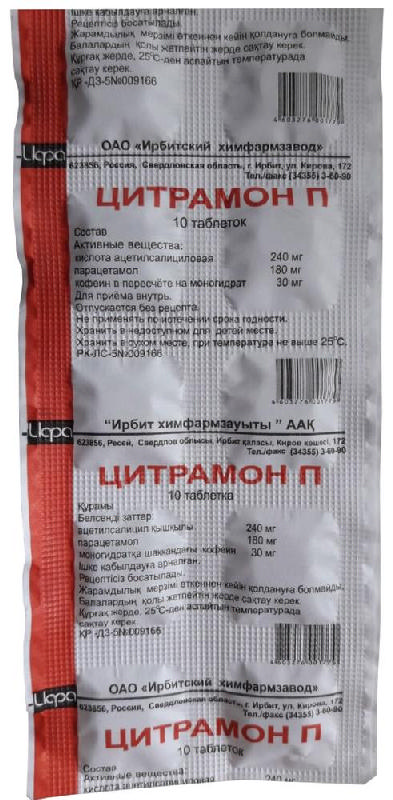 Ішке қабылдауға арналған.
Рецептсіз босатылады.
Жарамдылық мерзімі өткеннен кейін қолдануға болмайды.
Балалардың қолы жетпейтін жерде сақтау керек.
Құрғақ жерде, 25°С-ден аспайтын температурада
сақтау керек.
ҚР-ДЗ-5№009166
ОАО «Ирбитский химфармзавод»
623856, Россия, Свердловская область, г. Ирбит, ул. Кирова, 172
Тел./факс (34355) 3-60-90
ЦИТРАМОН П
10 таблеток
Состав
Активные вещества:
кислота ацетилсалициловая 240 мг
парацетамол 180 мг
кофеин в пересчёте на моногидрат 30 мг
Для приёма внутрь.
Отпускается без рецепта.
Не применять по истечении срока годности.
Хранить в недоступном для детей месте.
Хранить в сухом месте, при температуре не выше 25°С.
РК-ЛС-5№009166
"Ирбит химфармзауыты" ААҚ
623856, Ресей, Свердлов облысы, Ирбит қаласы, Киров көшесі, 172
Тел./факс (34355) 3-60-90
ЦИТРАМОН П
10 таблетка
Құрамы
Белсенді заттар
ацетилсалицил қышқылы 240 мг
парацетамол 180 мг
моногидратқа шаққандағы кофеин 30 мг
Ішке қабылдауға арналған.
Рецептсіз босатылады.
Жарамдылық мерзімі өткеннен кейін қолдануға болмайды.
Балалардың қолы жетпейтін жерде сақтау керек.
Құрғақ жерде, 25°С-ден аспайтын температурада
сақтау керек.
ҚР-ДЗ-5№009166
ОАО «Ирбитский химфармзавод»
623856, Россия, Свердловская область, г. Ирбит, ул. Кирова, 172
Тел./факс (34355) 3-60-90
ЦИТРАМОН П
10 таблеток
Состав
Активные вещества:
кислота ацетилсалициловая